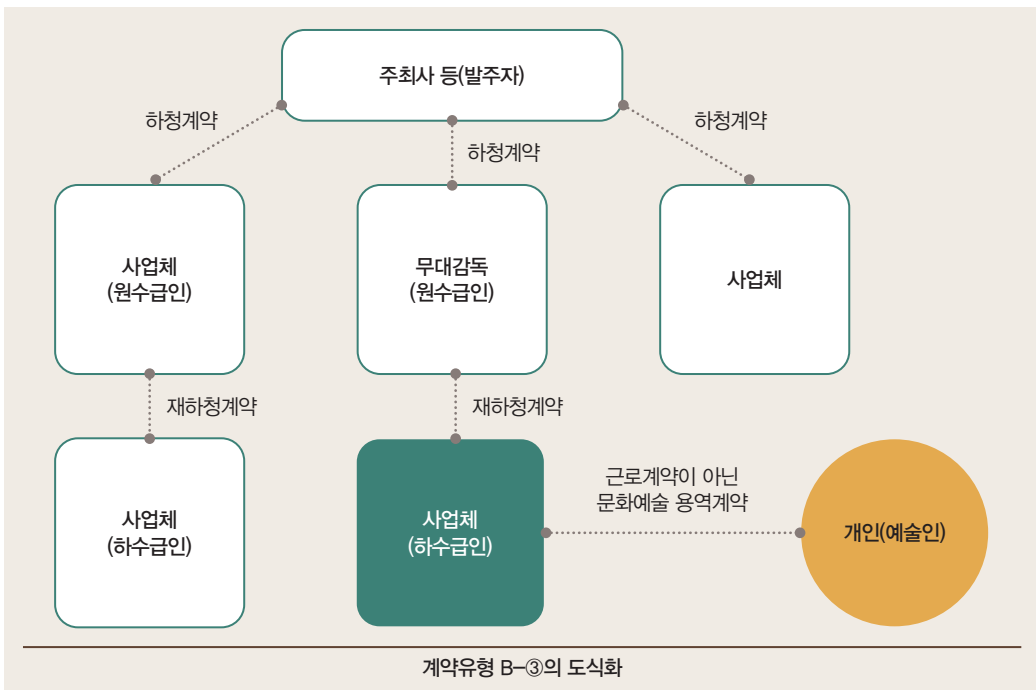 주최사 등(발주자)
하청계약
하청계약
하청계약
사업체
(원수급인)
무대감독
(원수급인)
사업체
재하청계약
재하청계약
사업체
(하수급인)
사업체
(하수급인)
근로계약이 아닌
문화예술 용역계약
개인(예술인)
계약유형 B-③의 도식화